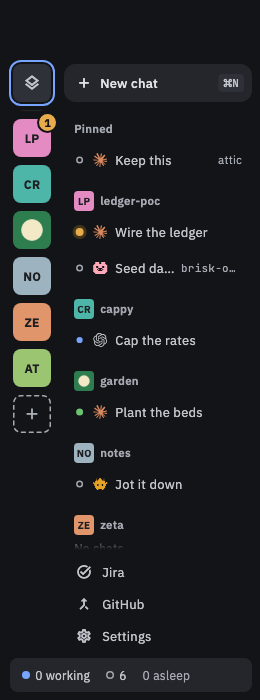 New chat ⌘N
1
LP
CR
NO
ZE
AT
Pinned
Keep this attic
LP ledger-poc
Wire the ledger
Seed da... brisk-o...
CR cappy
Cap the rates
garden
Plant the beds
NO notes
Jot it down
ZE zeta
No chats
Jira
GitHub
Settings
0 working 6 0 asleep